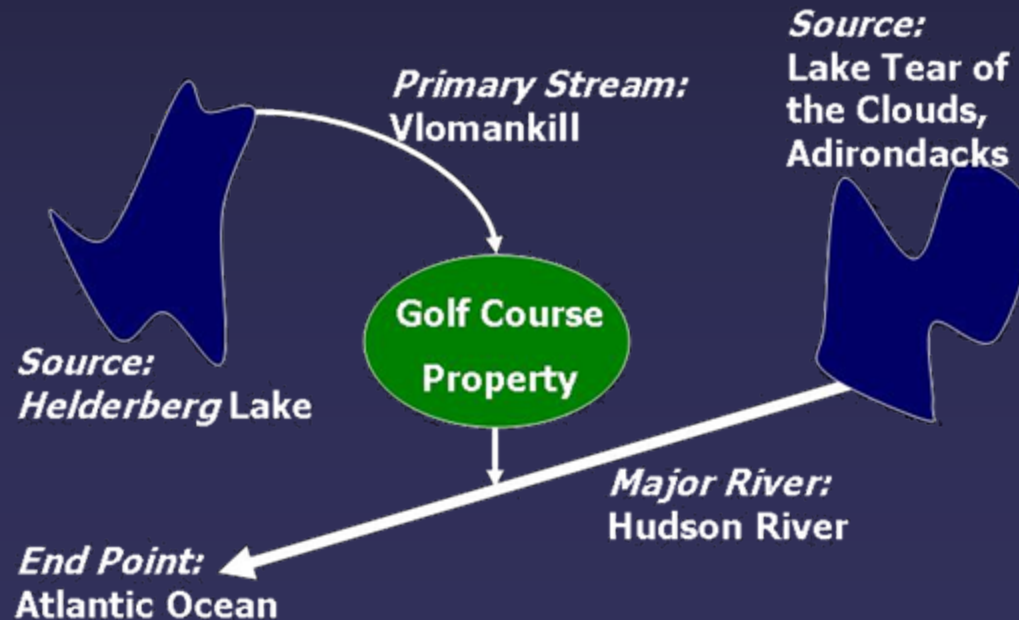 Source:
Lake Tear of
the Clouds,
Adirondacks
Primary Stream:
Vlomankill
Golf Course
Property
Source:
Helderberg Lake
Major River:
Hudson River
End Point:
Atlantic Ocean